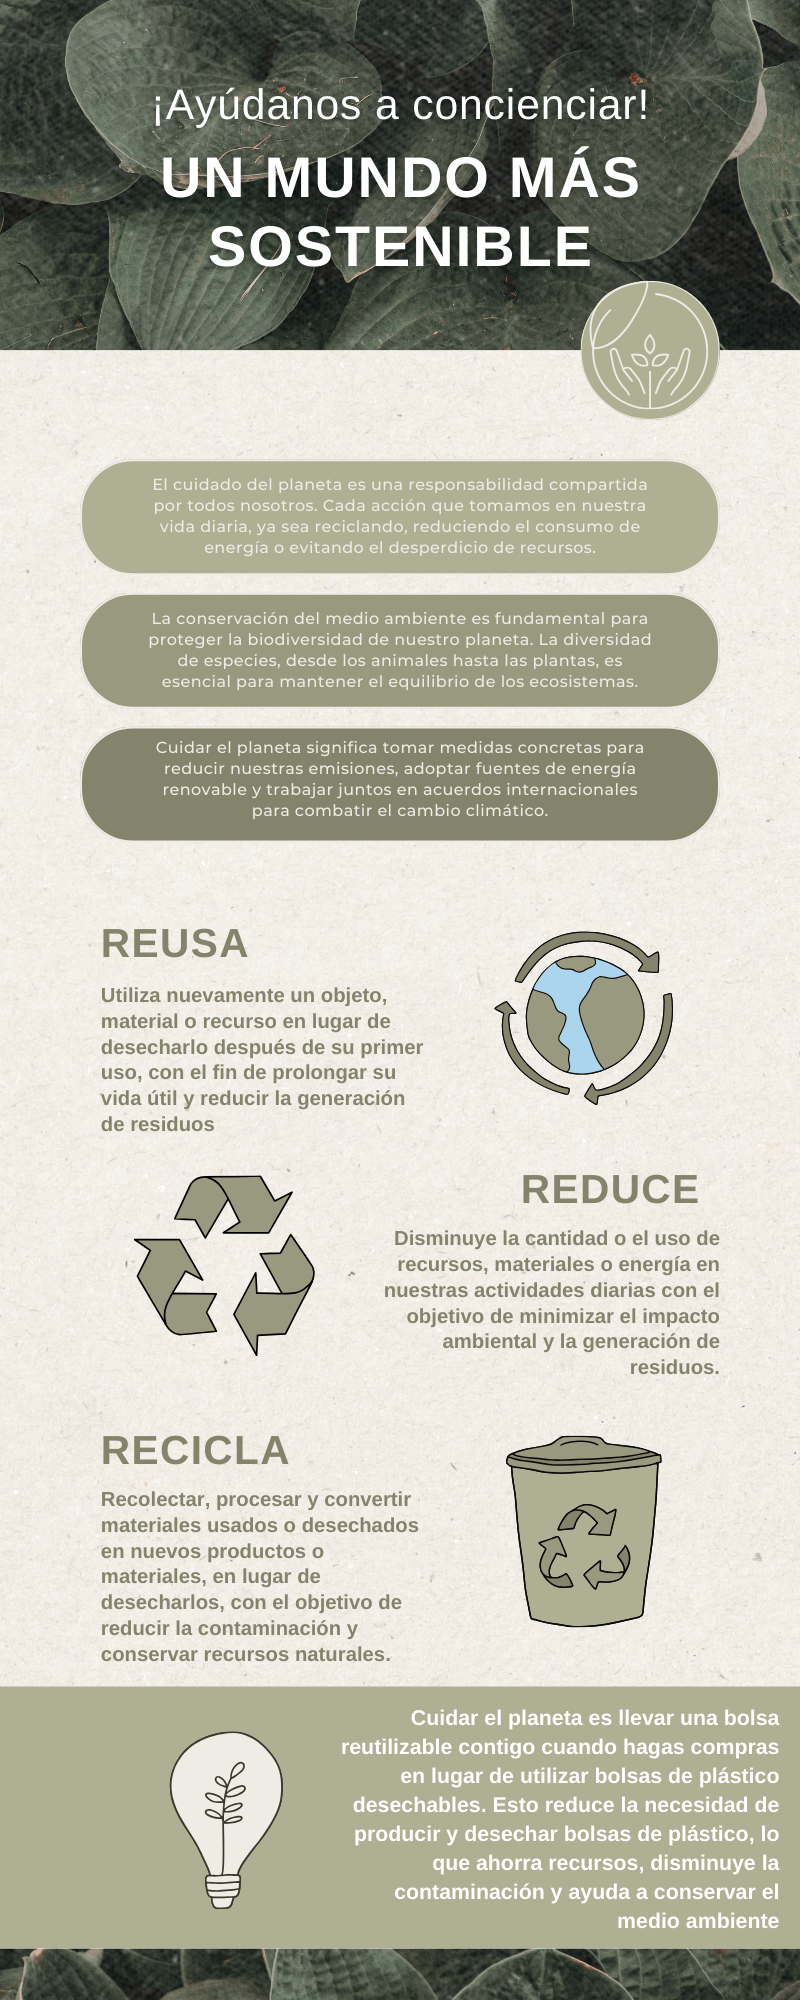 ¡Ayúdanos a concienciar!
UN MUNDO MÁS
SOSTENIBLE
El cuidado del planeta es una responsabilidad compartida
por todos nosotros. Cada acción que tomamos en nuestra
vida diaria, ya sea reciclando, reduciendo el consumo de
energía o evitando el desperdicio de recursos.
La conservación del medio ambiente es fundamental para
proteger la biodiversidad de nuestro planeta. La diversidad
de especies, desde los animales hasta las plantas, es
esencial para mantener el equilibrio de los ecosistemas.
Cuidar el planeta significa tomar medidas concretas para
reducir nuestras emisiones, adoptar fuentes de energía
renovable y trabajar juntos en acuerdos internacionales
para combatir el cambio climático.
REUSA
Utiliza nuevamente un objeto,
material o recurso en lugar de
desecharlo después de su primer
uso, con el fin de prolongar su
vida útil y reducir la generación
de residuos
REDUCE
Disminuye la cantidad o el uso de
recursos, materiales o energía en
nuestras actividades diarias con el
objetivo de minimizar el impacto
ambiental y la generación de
residuos.
RECICLA
Recolectar, procesar y convertir
materiales usados o desechados
en nuevos productos o
materiales, en lugar de
desecharlos, con el objetivo de
reducir la contaminación y
conservar recursos naturales.
Cuidar el planeta es llevar una bolsa
reutilizable contigo cuando hagas compras
en lugar de utilizar bolsas de plástico
desechables. Esto reduce la necesidad de
producir y desechar bolsas de plástico, lo
que ahorra recursos, disminuye la
contaminación y ayuda a conservar el
medio ambiente